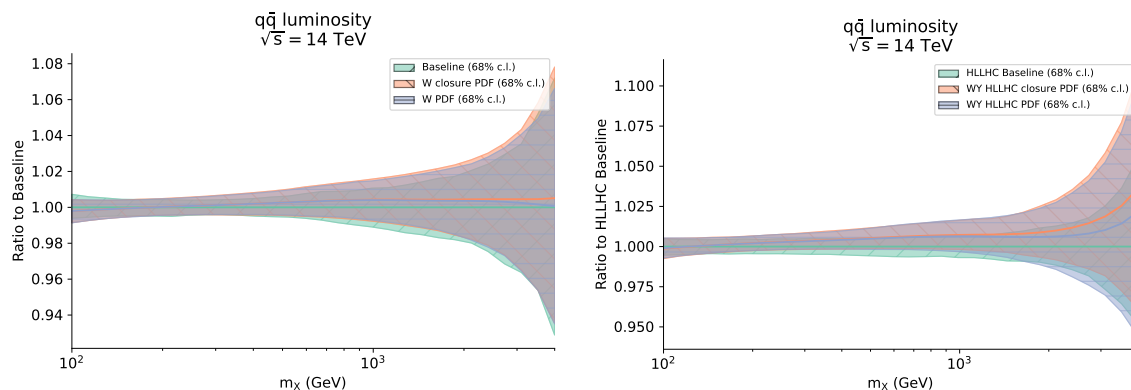 qq̄ luminosity
√s = 14 TeV
Baseline (68% c.l.)
W closure PDF (68% c.l.)
W PDF (68% c.l.)
Ratio to Baseline
1.08
1.06
1.04
1.02
1.00
0.98
0.96
0.94
10²
10³
mX (GeV)
qq̄ luminosity
√s = 14 TeV
HLLHC Baseline (68% c.l.)
WY HLLHC closure PDF (68% c.l.)
WY HLLHC PDF (68% c.l.)
Ratio to HLLHC Baseline
1.100
1.075
1.050
1.025
1.000
0.975
0.950
10²
10³
mX (GeV)